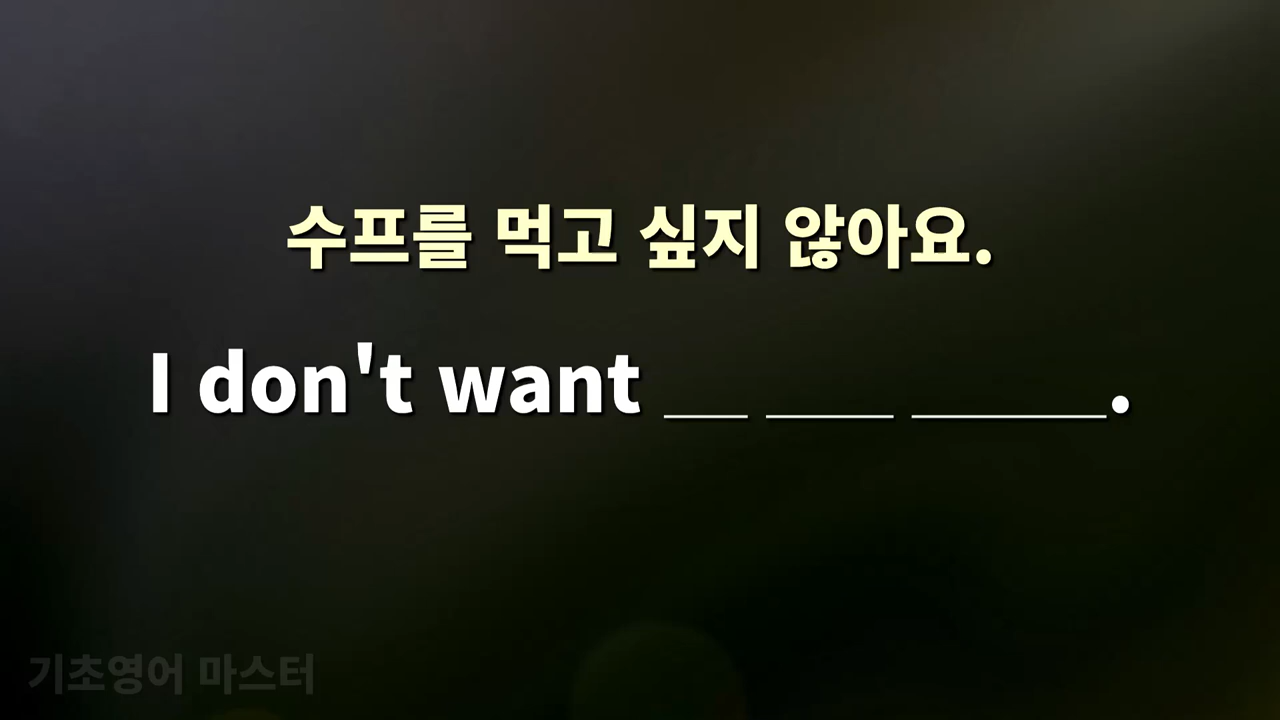 수프를 먹고 싶지 않아요.
I don't want __ ___ _____.
기초영어 마스터